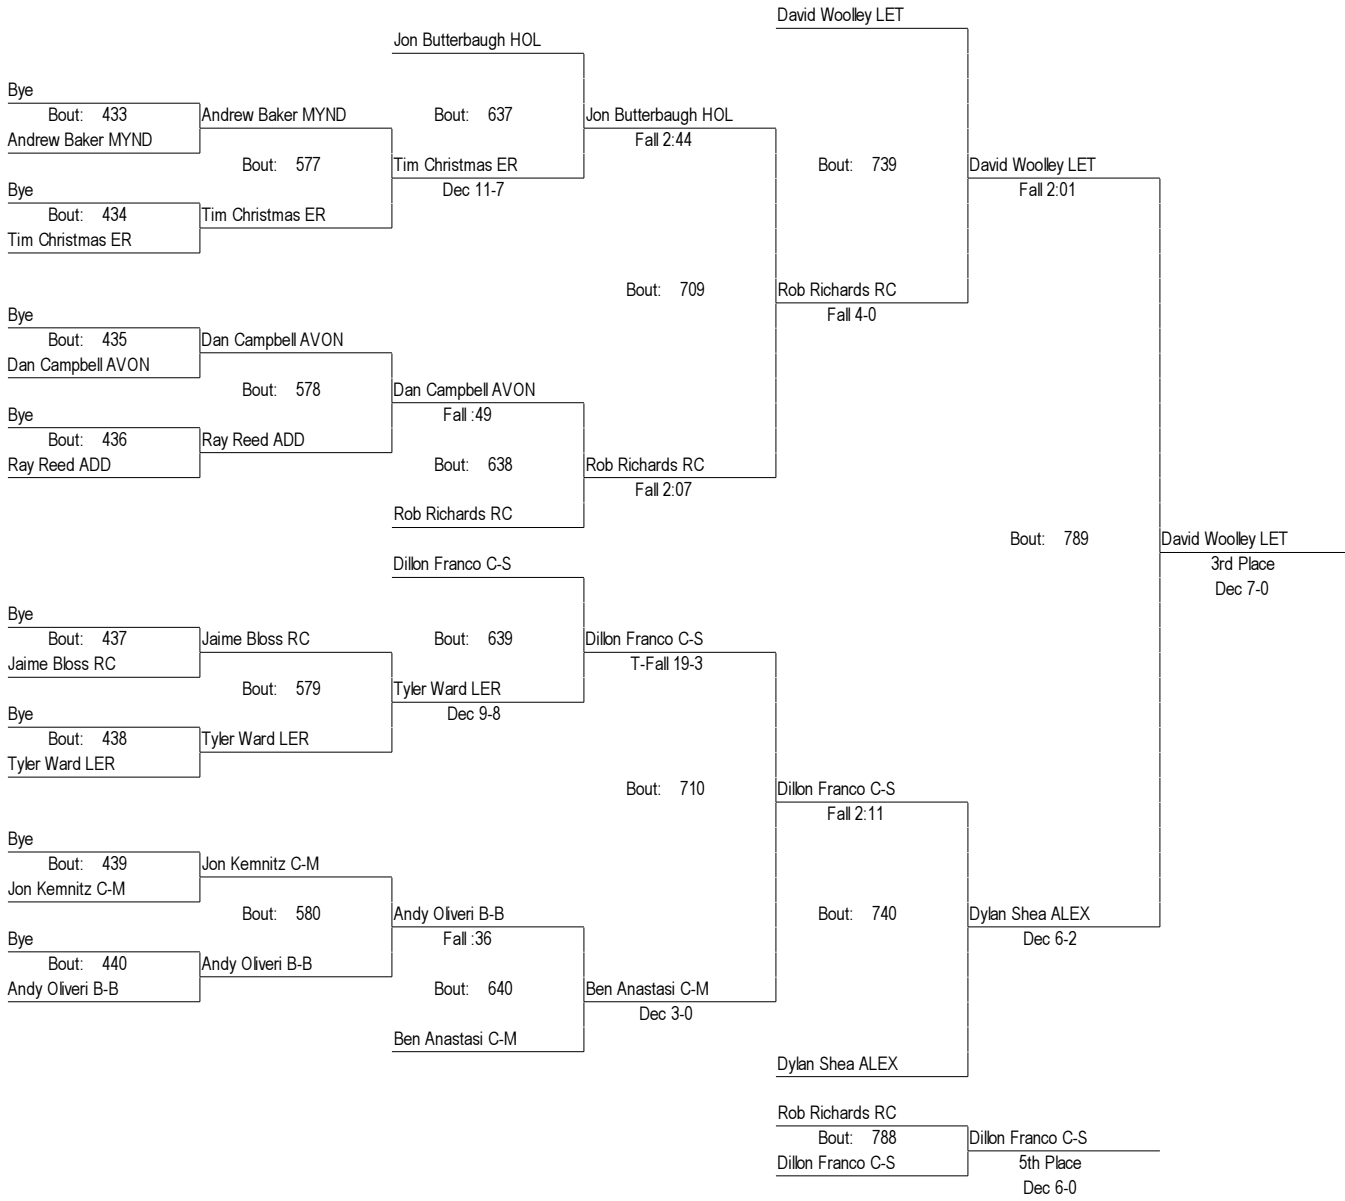 David Woolley LET
Jon Butterbaugh HOL
Bye
Bout: 433
Andrew Baker MYND
Andrew Baker MYND
Bout: 637
Jon Butterbaugh HOL
Fall 2:44
Bout: 577
Tim Christmas ER
Dec 11-7
Bout: 739
David Woolley LET
Fall 2:01
Bye
Bout: 434
Tim Christmas ER
Tim Christmas ER
Bout: 709
Rob Richards RC
Fall 4-0
Bye
Bout: 435
Dan Campbell AVON
Dan Campbell AVON
Bout: 578
Dan Campbell AVON
Fall :49
Bye
Bout: 436
Ray Reed ADD
Ray Reed ADD
Bout: 638
Rob Richards RC
Fall 2:07
Rob Richards RC
Bout: 789
David Woolley LET
3rd Place
Dec 7-0
Dillon Franco C-S
Bye
Bout: 437
Jaime Bloss RC
Jaime Bloss RC
Bout: 639
Dillon Franco C-S
T-Fall 19-3
Bout: 579
Tyler Ward LER
Dec 9-8
Bye
Bout: 438
Tyler Ward LER
Tyler Ward LER
Bout: 710
Dillon Franco C-S
Fall 2:11
Bye
Bout: 439
Jon Kemnitz C-M
Jon Kemnitz C-M
Bout: 580
Andy Oliveri B-B
Fall :36
Bout: 740
Dylan Shea ALEX
Dec 6-2
Bye
Bout: 440
Andy Oliveri B-B
Andy Oliveri B-B
Bout: 640
Ben Anastasi C-M
Dec 3-0
Ben Anastasi C-M
Dylan Shea ALEX
Rob Richards RC
Bout: 788
Dillon Franco C-S
Dillon Franco C-S
5th Place
Dec 6-0